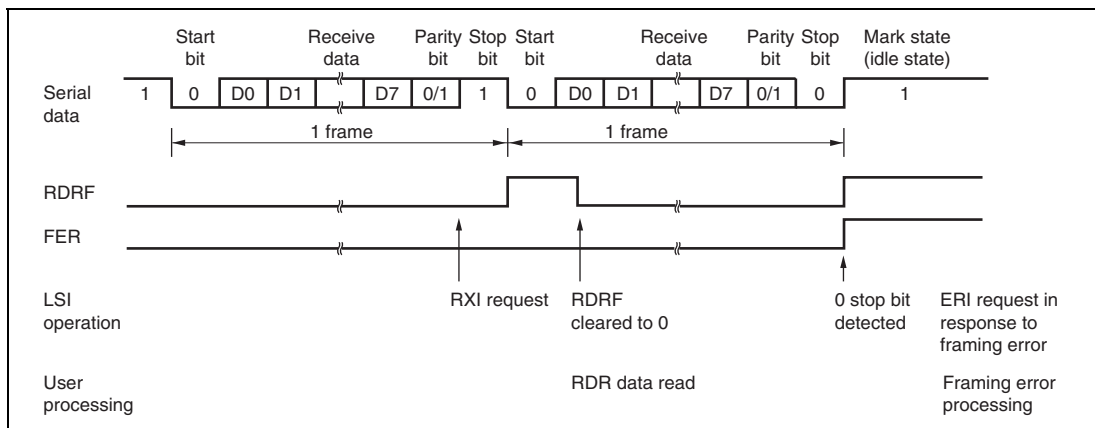 Start bit
Receive data
Parity bit
Stop bit
Start bit
Receive data
Parity bit
Stop bit
Mark state (idle state)
Serial data
1 0 D0 D1 D7 0/1 1 0 D0 D1 D7 0/1 0 1
1 frame 1 frame
RDRF
FER
LSI operation
RXI request
RDRF cleared to 0
0 stop bit detected
ERI request in response to framing error
User processing
RDR data read
Framing error processing